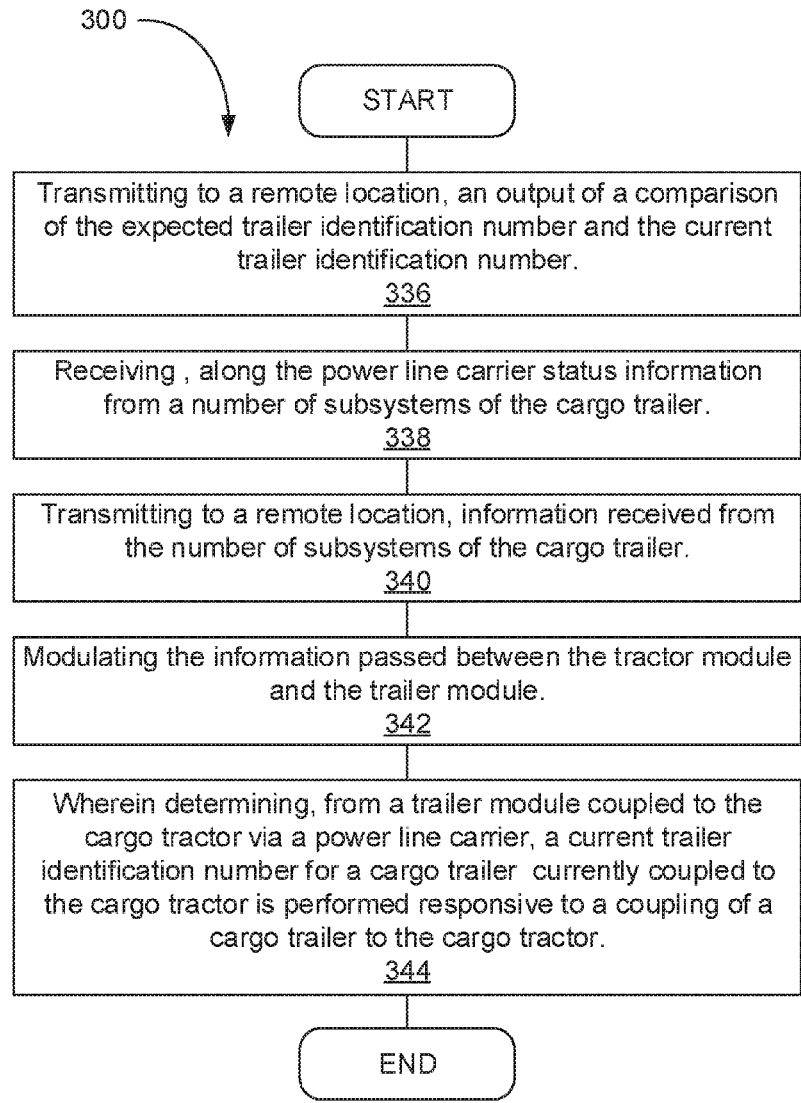 300
START
Transmitting to a remote location, an output of a comparison
of the expected trailer identification number and the current
trailer identification number.
336
Receiving , along the power line carrier status information
from a number of subsystems of the cargo trailer.
338
Transmitting to a remote location, information received from
the number of subsystems of the cargo trailer.
340
Modulating the information passed between the tractor module
and the trailer module.
342
Wherein determining, from a trailer module coupled to the
cargo tractor via a power line carrier, a current trailer
identification number for a cargo trailer currently coupled to
the cargo tractor is performed responsive to a coupling of a
cargo trailer to the cargo tractor.
344
END